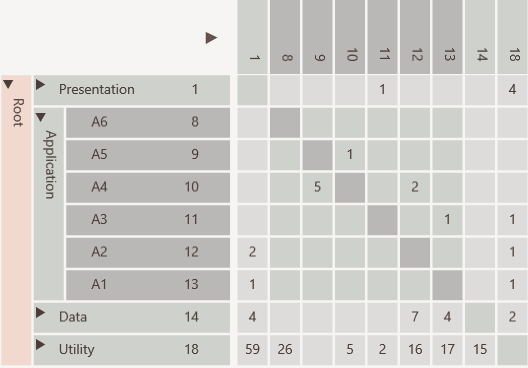 1 8 9 10 11 12 13 14 18
Root
Presentation 1 1 4
Application
A6 8
A5 9 1
A4 10 5 2
A3 11 1 1
A2 12 2 1
A1 13 1 1
Data 14 4 7 4 2
Utility 18 59 26 5 2 16 17 15